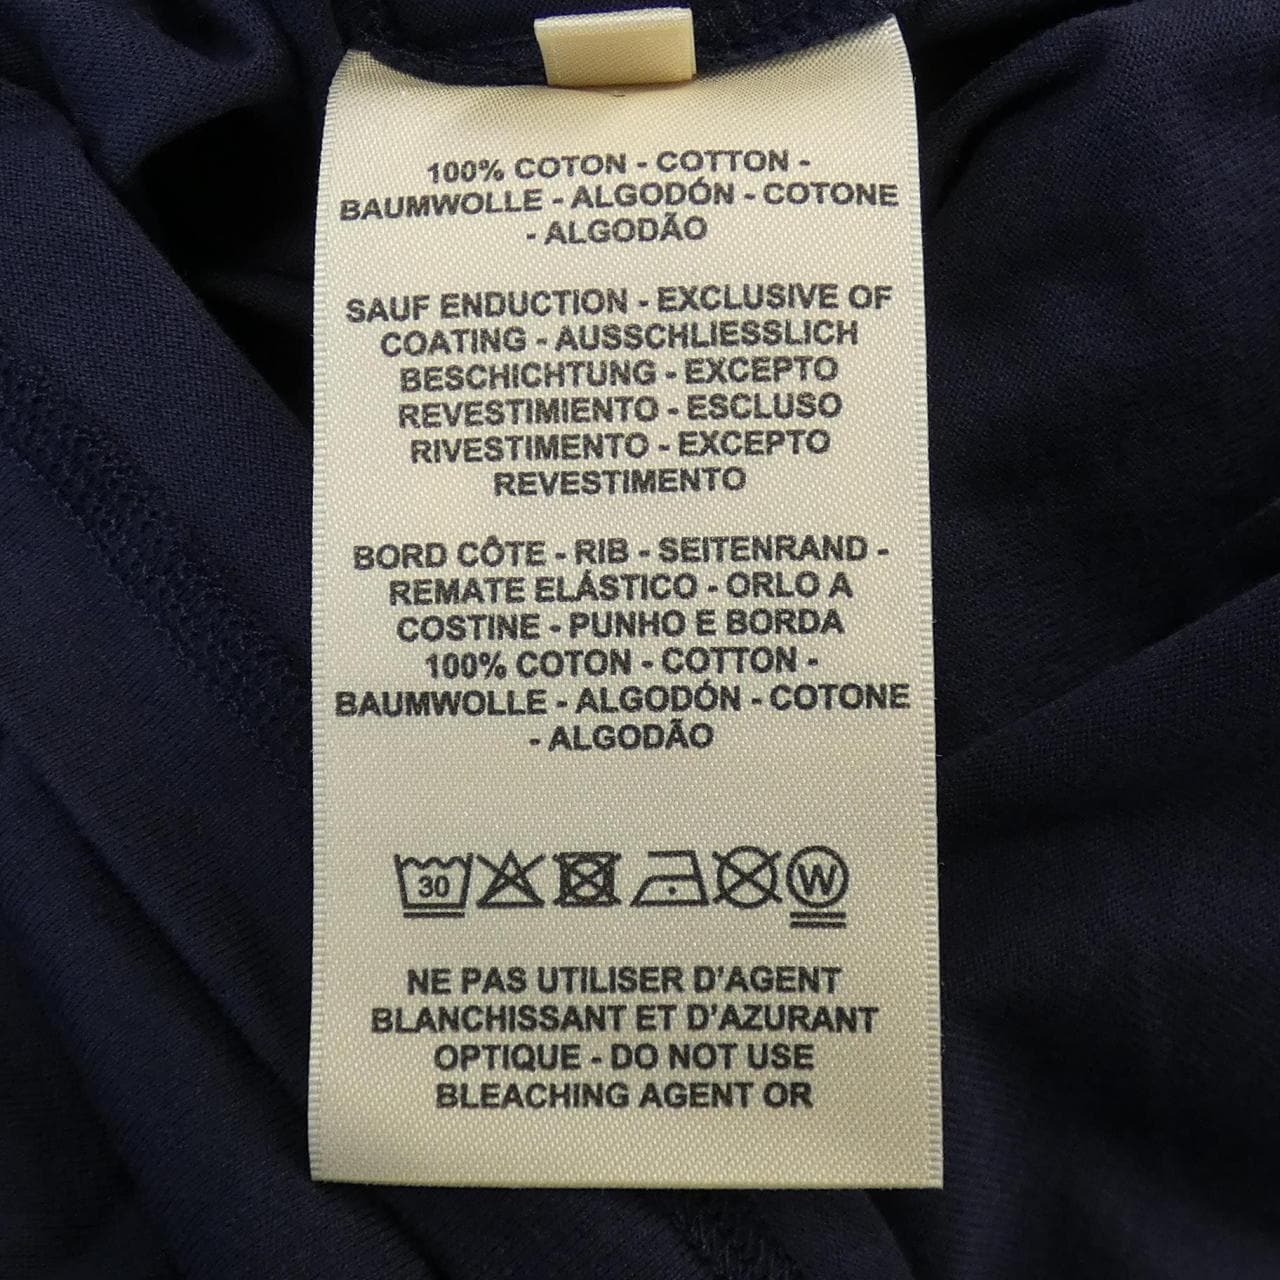 100% COTON - COTTON -
BAUMWOLLE - ALGODÓN - COTONE
- ALGODÃO
SAUF ENDUCTION - EXCLUSIVE OF
COATING - AUSSCHLIESSLICH
BESCHICHTUNG - EXCEPTO
REVESTIMIENTO - ESCLUSO
RIVESTIMENTO - EXCEPTO
REVESTIMENTO
BORD CÔTE - RIB - SEITENRAND -
REMATE ELÁSTICO - ORLO A
COSTINE - PUNHO E BORDA
100% COTON - COTTON -
BAUMWOLLE - ALGODÓN - COTONE
- ALGODÃO
30 W
NE PAS UTILISER D'AGENT
BLANCHISSANT ET D'AZURANT
OPTIQUE - DO NOT USE
BLEACHING AGENT OR